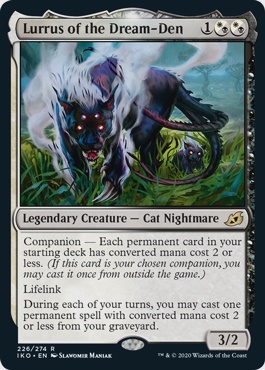 Lurrus of the Dream-Den 1
Legendary Creature — Cat Nightmare
Companion — Each permanent card in your
starting deck has converted mana cost 2 or
less. (If this card is your chosen companion, you
may cast it once from outside the game.)
Lifelink
During each of your turns, you may cast one
permanent spell with converted mana cost 2
or less from your graveyard.
3/2
226/274 R
IKO • EN SLAWOMIR MANIAK
™ & © 2020 Wizards of the Coast